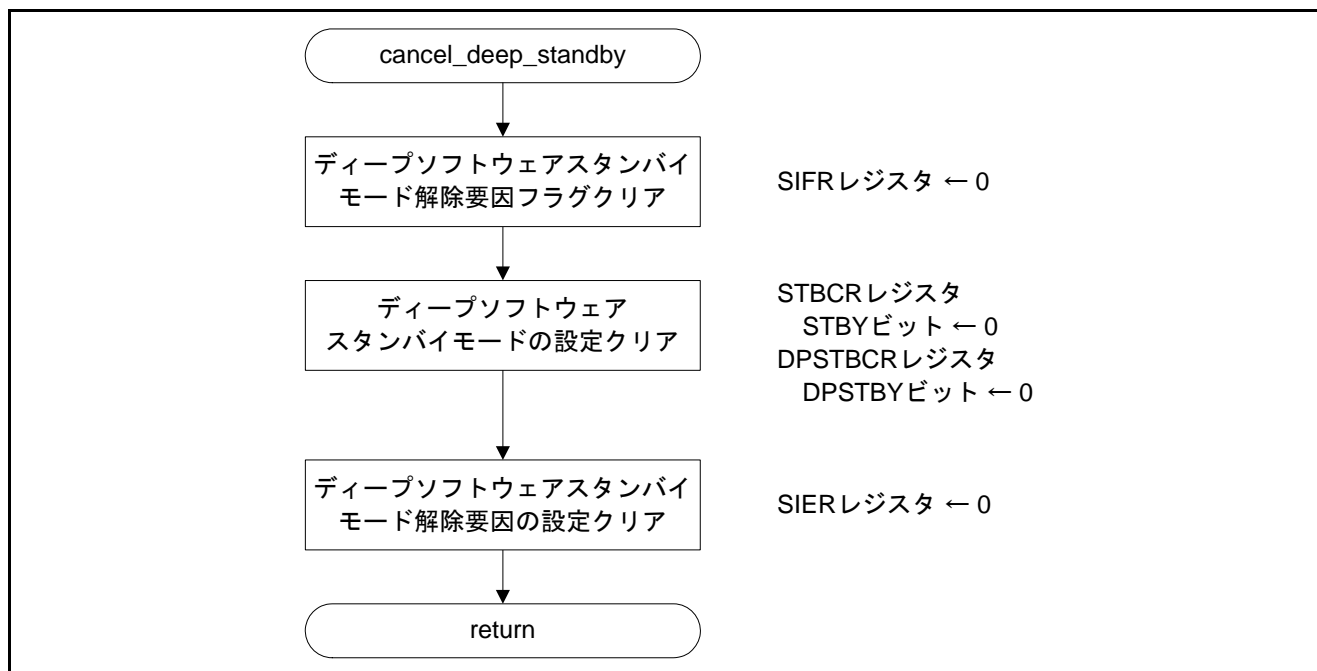 cancel_deep_standby
ディープソフトウェアスタンバイ
モード解除要因フラグクリア
SIFRレジスタ ← 0
ディープソフトウェア
スタンバイモードの設定クリア
STBCRレジスタ
STBYビット ← 0
DPSTBCRレジスタ
DPSTBYビット ← 0
ディープソフトウェアスタンバイ
モード解除要因の設定クリア
SIERレジスタ ← 0
return